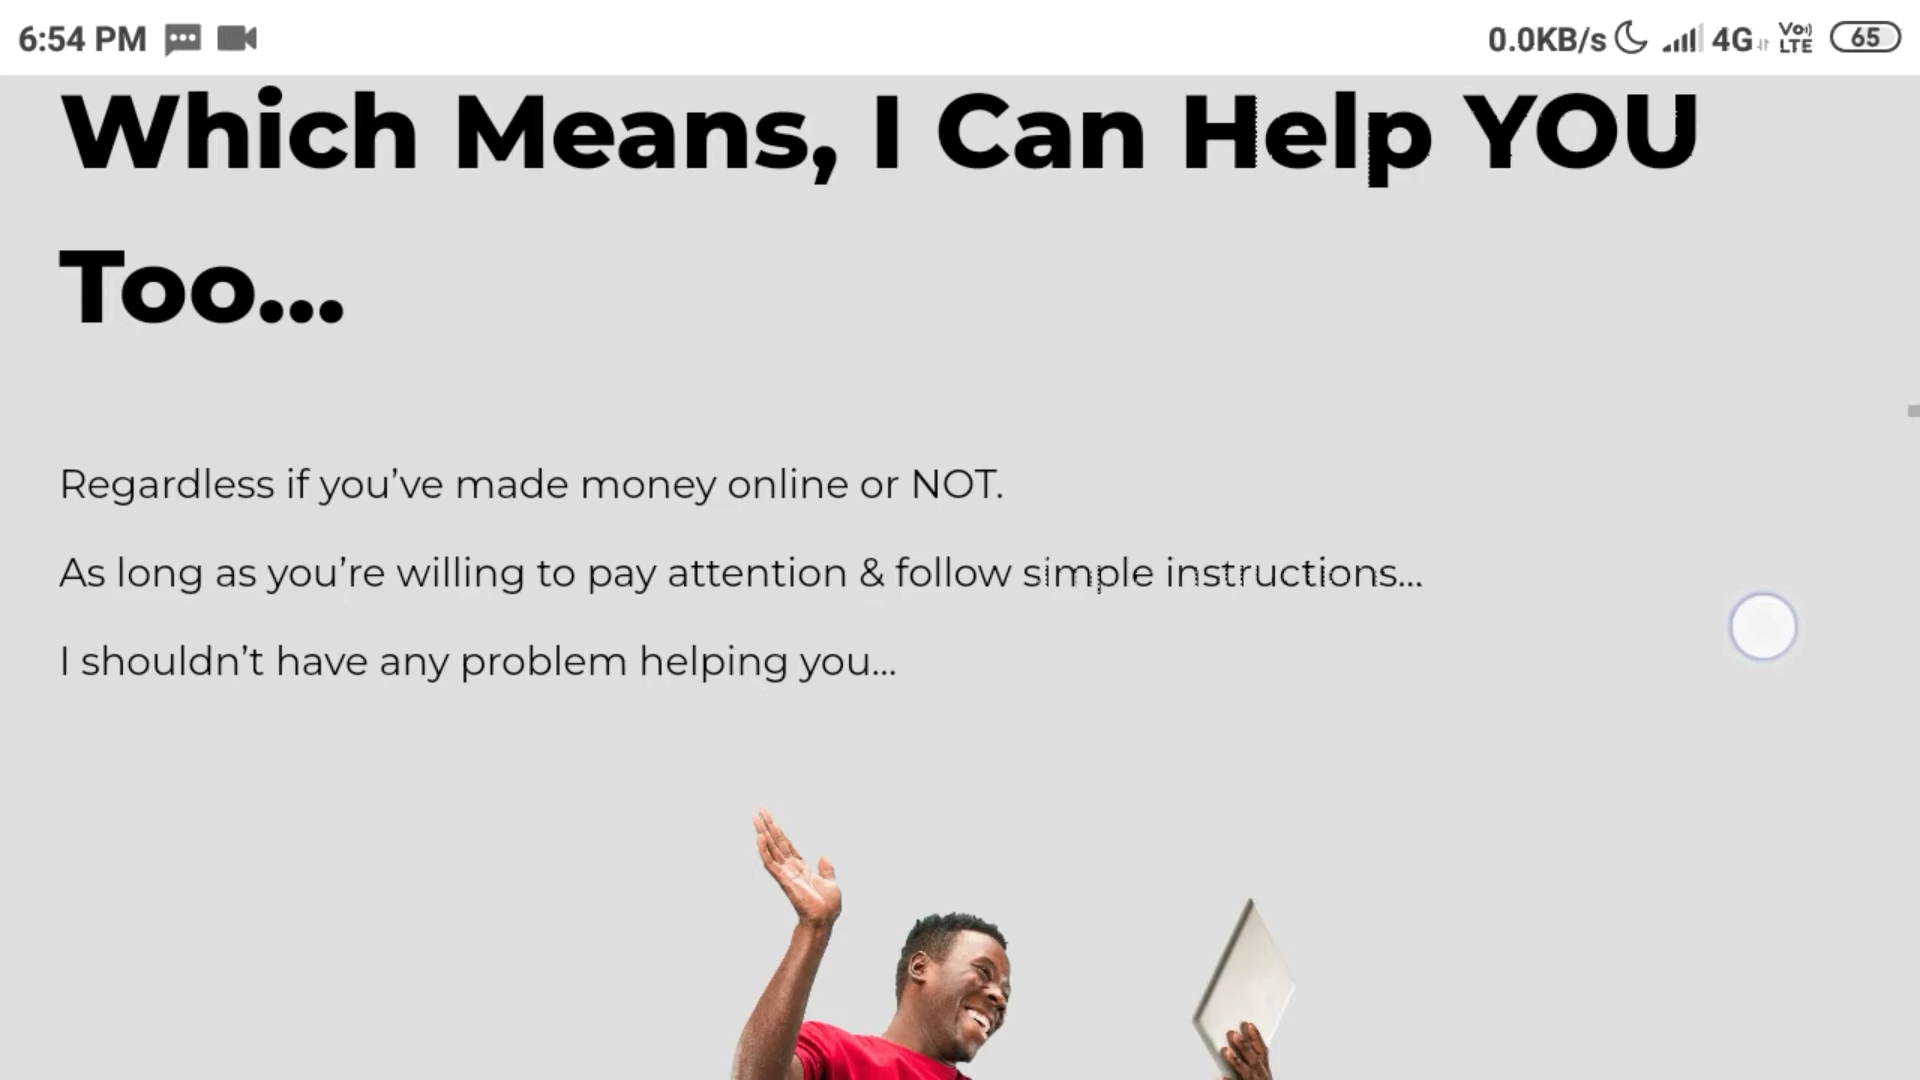 6:54 PM 0.0KB/s 4G Vo LTE 65
Which Means, I Can Help YOU
Too...
Regardless if you’ve made money online or NOT.
As long as you’re willing to pay attention & follow simple instructions...
I shouldn’t have any problem helping you...